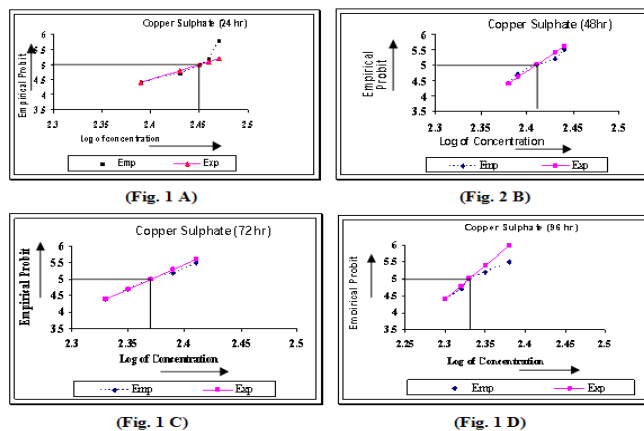 Copper Sulphate (24 hr)
Empirical Probit
5.5
5
4.5
4
3.5
2.3
2.35
2.4
2.45
2.5
Log of concentration
Emp
Exp
(Fig. 1 A)
Copper Sulphate (48hr)
Empirical
Probit
6
5.5
5
4.5
4
3.5
2.3
2.35
2.4
2.45
2.5
Log of Concentration
Emp
Exp
(Fig. 2 B)
Copper Sulphate (72 hr)
Empirical Probit
6
5.5
5
4.5
4
3.5
2.3
2.35
2.4
2.45
2.5
Log of Concentration
Emp
Exp
(Fig. 1 C)
Copper Sulphate (96 hr)
Empirical Probit
6
5.5
5
4.5
4
3.5
2.25
2.3
2.35
2.4
2.45
2.5
Log of Concentration
Emp
Exp
(Fig. 1 D)